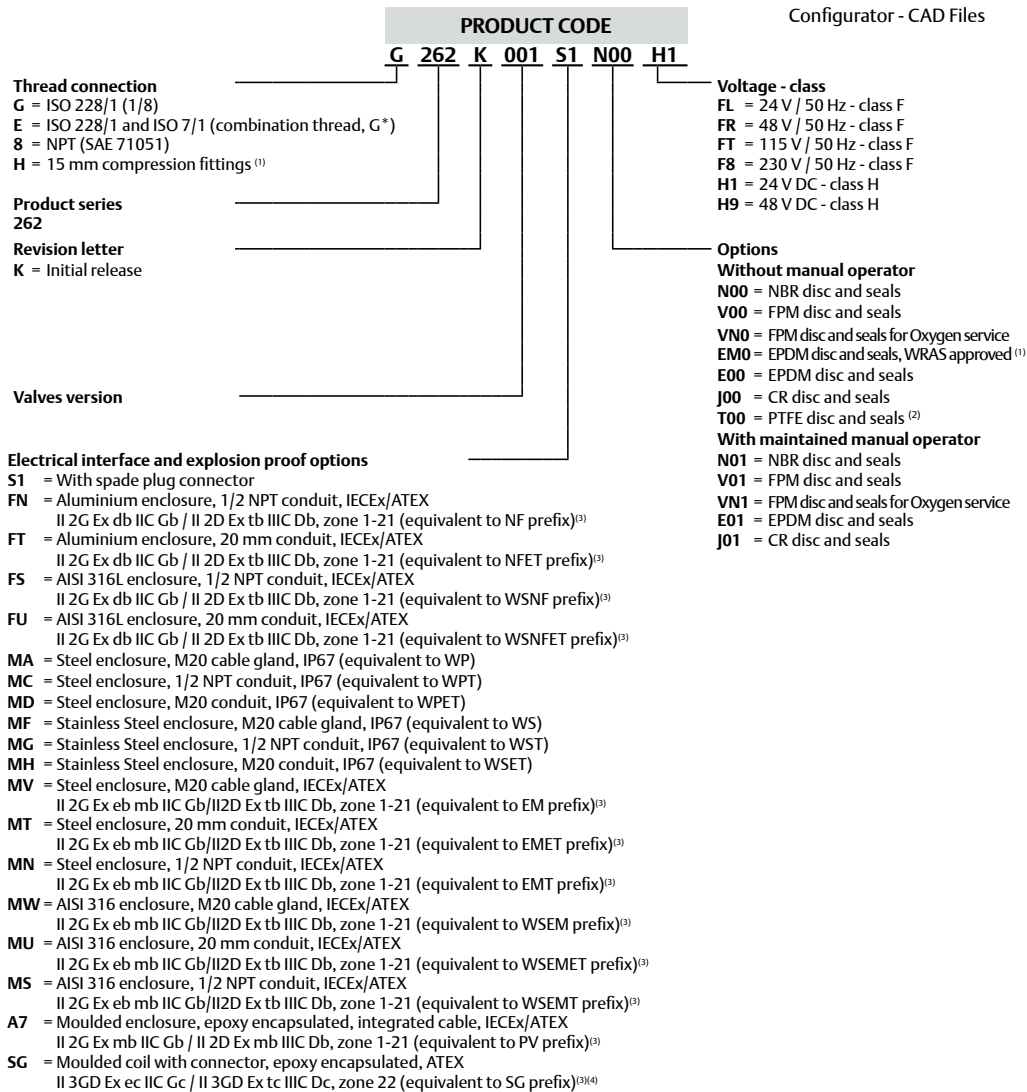 Configurator - CAD Files
PRODUCT CODE
G 262 K 001 S1 N00 H1
Thread connection
G = ISO 228/1 (1/8)
E = ISO 228/1 and ISO 7/1 (combination thread, G*)
8 = NPT (SAE 71051)
H = 15 mm compression fittings (1)
Product series
262
Revision letter
K = Initial release
Valves version
Electrical interface and explosion proof options
S1 = With spade plug connector
FN = Aluminium enclosure, 1/2 NPT conduit, IECEx/ATEX
II 2G Ex db IIC Gb / II 2D Ex tb IIIC Db, zone 1-21 (equivalent to NF prefix)(3)
FT = Aluminium enclosure, 20 mm conduit, IECEx/ATEX
II 2G Ex db IIC Gb / II 2D Ex tb IIIC Db, zone 1-21 (equivalent to NFET prefix)(3)
FS = AISI 316L enclosure, 1/2 NPT conduit, IECEx/ATEX
II 2G Ex db IIC Gb / II 2D Ex tb IIIC Db, zone 1-21 (equivalent to WSNF prefix)(3)
FU = AISI 316L enclosure, 20 mm conduit, IECEx/ATEX
II 2G Ex db IIC Gb / II 2D Ex tb IIIC Db, zone 1-21 (equivalent to WSNFET prefix)(3)
MA = Steel enclosure, M20 cable gland, IP67 (equivalent to WP)
MC = Steel enclosure, 1/2 NPT conduit, IP67 (equivalent to WPT)
MD = Steel enclosure, M20 conduit, IP67 (equivalent to WPET)
MF = Stainless Steel enclosure, M20 cable gland, IP67 (equivalent to WS)
MG = Stainless Steel enclosure, 1/2 NPT conduit, IP67 (equivalent to WST)
MH = Stainless Steel enclosure, M20 conduit, IP67 (equivalent to WSET)
MV = Steel enclosure, M20 cable gland, IECEx/ATEX
II 2G Ex eb mb IIC Gb/II2D Ex tb IIIC Db, zone 1-21 (equivalent to EM prefix)(3)
MT = Steel enclosure, 20 mm conduit, IECEx/ATEX
II 2G Ex eb mb IIC Gb/II2D Ex tb IIIC Db, zone 1-21 (equivalent to EMET prefix)(3)
MN = Steel enclosure, 1/2 NPT conduit, IECEx/ATEX
II 2G Ex eb mb IIC Gb/II2D Ex tb IIIC Db, zone 1-21 (equivalent to EMT prefix)(3)
MW = AISI 316 enclosure, M20 cable gland, IECEx/ATEX
II 2G Ex eb mb IIC Gb/II2D Ex tb IIIC Db, zone 1-21 (equivalent to WSEM prefix)(3)
MU = AISI 316 enclosure, 20 mm conduit, IECEx/ATEX
II 2G Ex eb mb IIC Gb/II2D Ex tb IIIC Db, zone 1-21 (equivalent to WSEMET prefix)(3)
MS = AISI 316 enclosure, 1/2 NPT conduit, IECEx/ATEX
II 2G Ex eb mb IIC Gb/II2D Ex tb IIIC Db, zone 1-21 (equivalent to WSEMT prefix)(3)
A7 = Moulded enclosure, epoxy encapsulated, integrated cable, IECEx/ATEX
II 2G Ex mb IIC Gb / II 2D Ex mb IIIC Db, zone 1-21 (equivalent to PV prefix)(3)
SG = Moulded coil with connector, epoxy encapsulated, ATEX
II 3GD Ex ec IIC Gc / II 3GD Ex tc IIIC Dc, zone 22 (equivalent to SG prefix)(3)(4)
Voltage - class
FL = 24 V / 50 Hz - class F
FR = 48 V / 50 Hz - class F
FT = 115 V / 50 Hz - class F
F8 = 230 V / 50 Hz - class F
H1 = 24 V DC - class H
H9 = 48 V DC - class H
Options
Without manual operator
N00 = NBR disc and seals
V00 = FPM disc and seals
VN0 = FPM disc and seals for Oxygen service
EM0 = EPDM disc and seals, WRAS approved (1)
E00 = EPDM disc and seals
J00 = CR disc and seals
T00 = PTFE disc and seals (2)
With maintained manual operator
N01 = NBR disc and seals
V01 = FPM disc and seals
VN1 = FPM disc and seals for Oxygen service
E01 = EPDM disc and seals
J01 = CR disc and seals